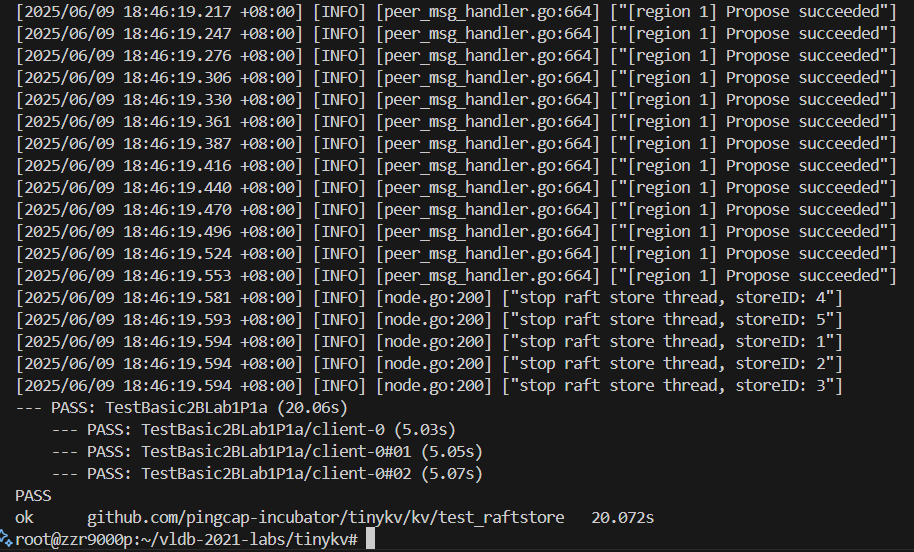 [2025/06/09 18:46:19.217 +08:00] [INFO] [peer_msg_handler.go:664] ["[region 1] Propose succeeded"]
[2025/06/09 18:46:19.247 +08:00] [INFO] [peer_msg_handler.go:664] ["[region 1] Propose succeeded"]
[2025/06/09 18:46:19.276 +08:00] [INFO] [peer_msg_handler.go:664] ["[region 1] Propose succeeded"]
[2025/06/09 18:46:19.306 +08:00] [INFO] [peer_msg_handler.go:664] ["[region 1] Propose succeeded"]
[2025/06/09 18:46:19.330 +08:00] [INFO] [peer_msg_handler.go:664] ["[region 1] Propose succeeded"]
[2025/06/09 18:46:19.361 +08:00] [INFO] [peer_msg_handler.go:664] ["[region 1] Propose succeeded"]
[2025/06/09 18:46:19.387 +08:00] [INFO] [peer_msg_handler.go:664] ["[region 1] Propose succeeded"]
[2025/06/09 18:46:19.416 +08:00] [INFO] [peer_msg_handler.go:664] ["[region 1] Propose succeeded"]
[2025/06/09 18:46:19.440 +08:00] [INFO] [peer_msg_handler.go:664] ["[region 1] Propose succeeded"]
[2025/06/09 18:46:19.470 +08:00] [INFO] [peer_msg_handler.go:664] ["[region 1] Propose succeeded"]
[2025/06/09 18:46:19.496 +08:00] [INFO] [peer_msg_handler.go:664] ["[region 1] Propose succeeded"]
[2025/06/09 18:46:19.524 +08:00] [INFO] [peer_msg_handler.go:664] ["[region 1] Propose succeeded"]
[2025/06/09 18:46:19.553 +08:00] [INFO] [peer_msg_handler.go:664] ["[region 1] Propose succeeded"]
[2025/06/09 18:46:19.581 +08:00] [INFO] [node.go:200] ["stop raft store thread, storeID: 4"]
[2025/06/09 18:46:19.593 +08:00] [INFO] [node.go:200] ["stop raft store thread, storeID: 5"]
[2025/06/09 18:46:19.594 +08:00] [INFO] [node.go:200] ["stop raft store thread, storeID: 1"]
[2025/06/09 18:46:19.594 +08:00] [INFO] [node.go:200] ["stop raft store thread, storeID: 2"]
[2025/06/09 18:46:19.594 +08:00] [INFO] [node.go:200] ["stop raft store thread, storeID: 3"]
--- PASS: TestBasic2BLab1P1a (20.06s)
    --- PASS: TestBasic2BLab1P1a/client-0 (5.03s)
    --- PASS: TestBasic2BLab1P1a/client-0#01 (5.05s)
    --- PASS: TestBasic2BLab1P1a/client-0#02 (5.07s)
PASS
ok      github.com/pingcap-incubator/tinykv/kv/test_raftstore   20.072s
root@zzr9000p:~/vldb-2021-labs/tinykv#